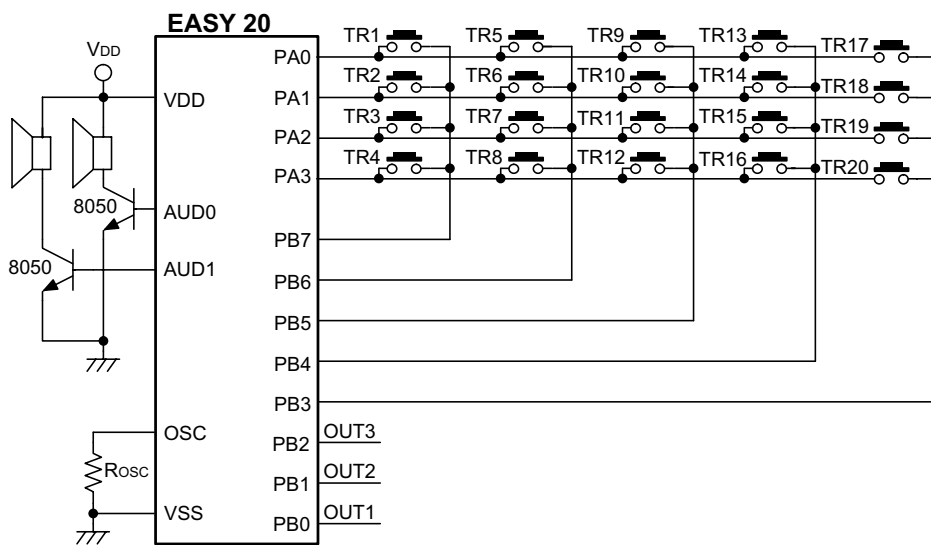 EASY 20
VDD
VDD
AUD0
AUD1
OSC
VSS
8050
8050
ROSC
PA0
PA1
PA2
PA3
PB7
PB6
PB5
PB4
PB3
PB2
PB1
PB0
OUT3
OUT2
OUT1
TR1 TR5 TR9 TR13 TR17
TR2 TR6 TR10 TR14 TR18
TR3 TR7 TR11 TR15 TR19
TR4 TR8 TR12 TR16 TR20